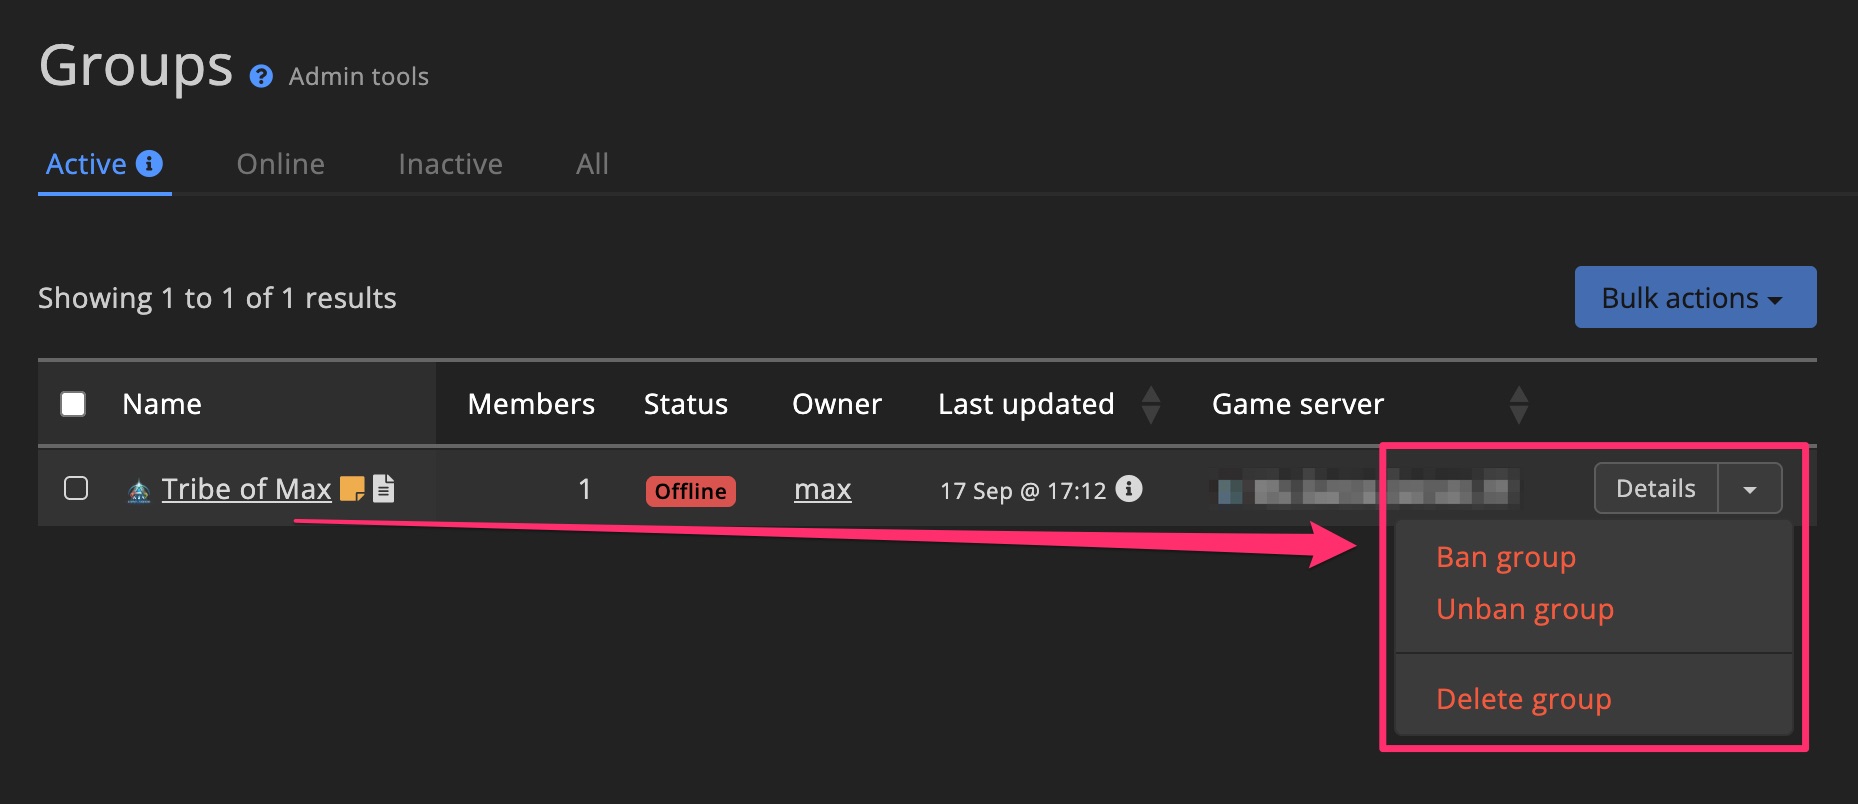 Groups Admin tools
Active Online Inactive All
Showing 1 to 1 of 1 results
Bulk actions
Name Members Status Owner Last updated Game server
Tribe of Max 1 Offline max 17 Sep @ 17:12 Details
Ban group
Unban group
Delete group